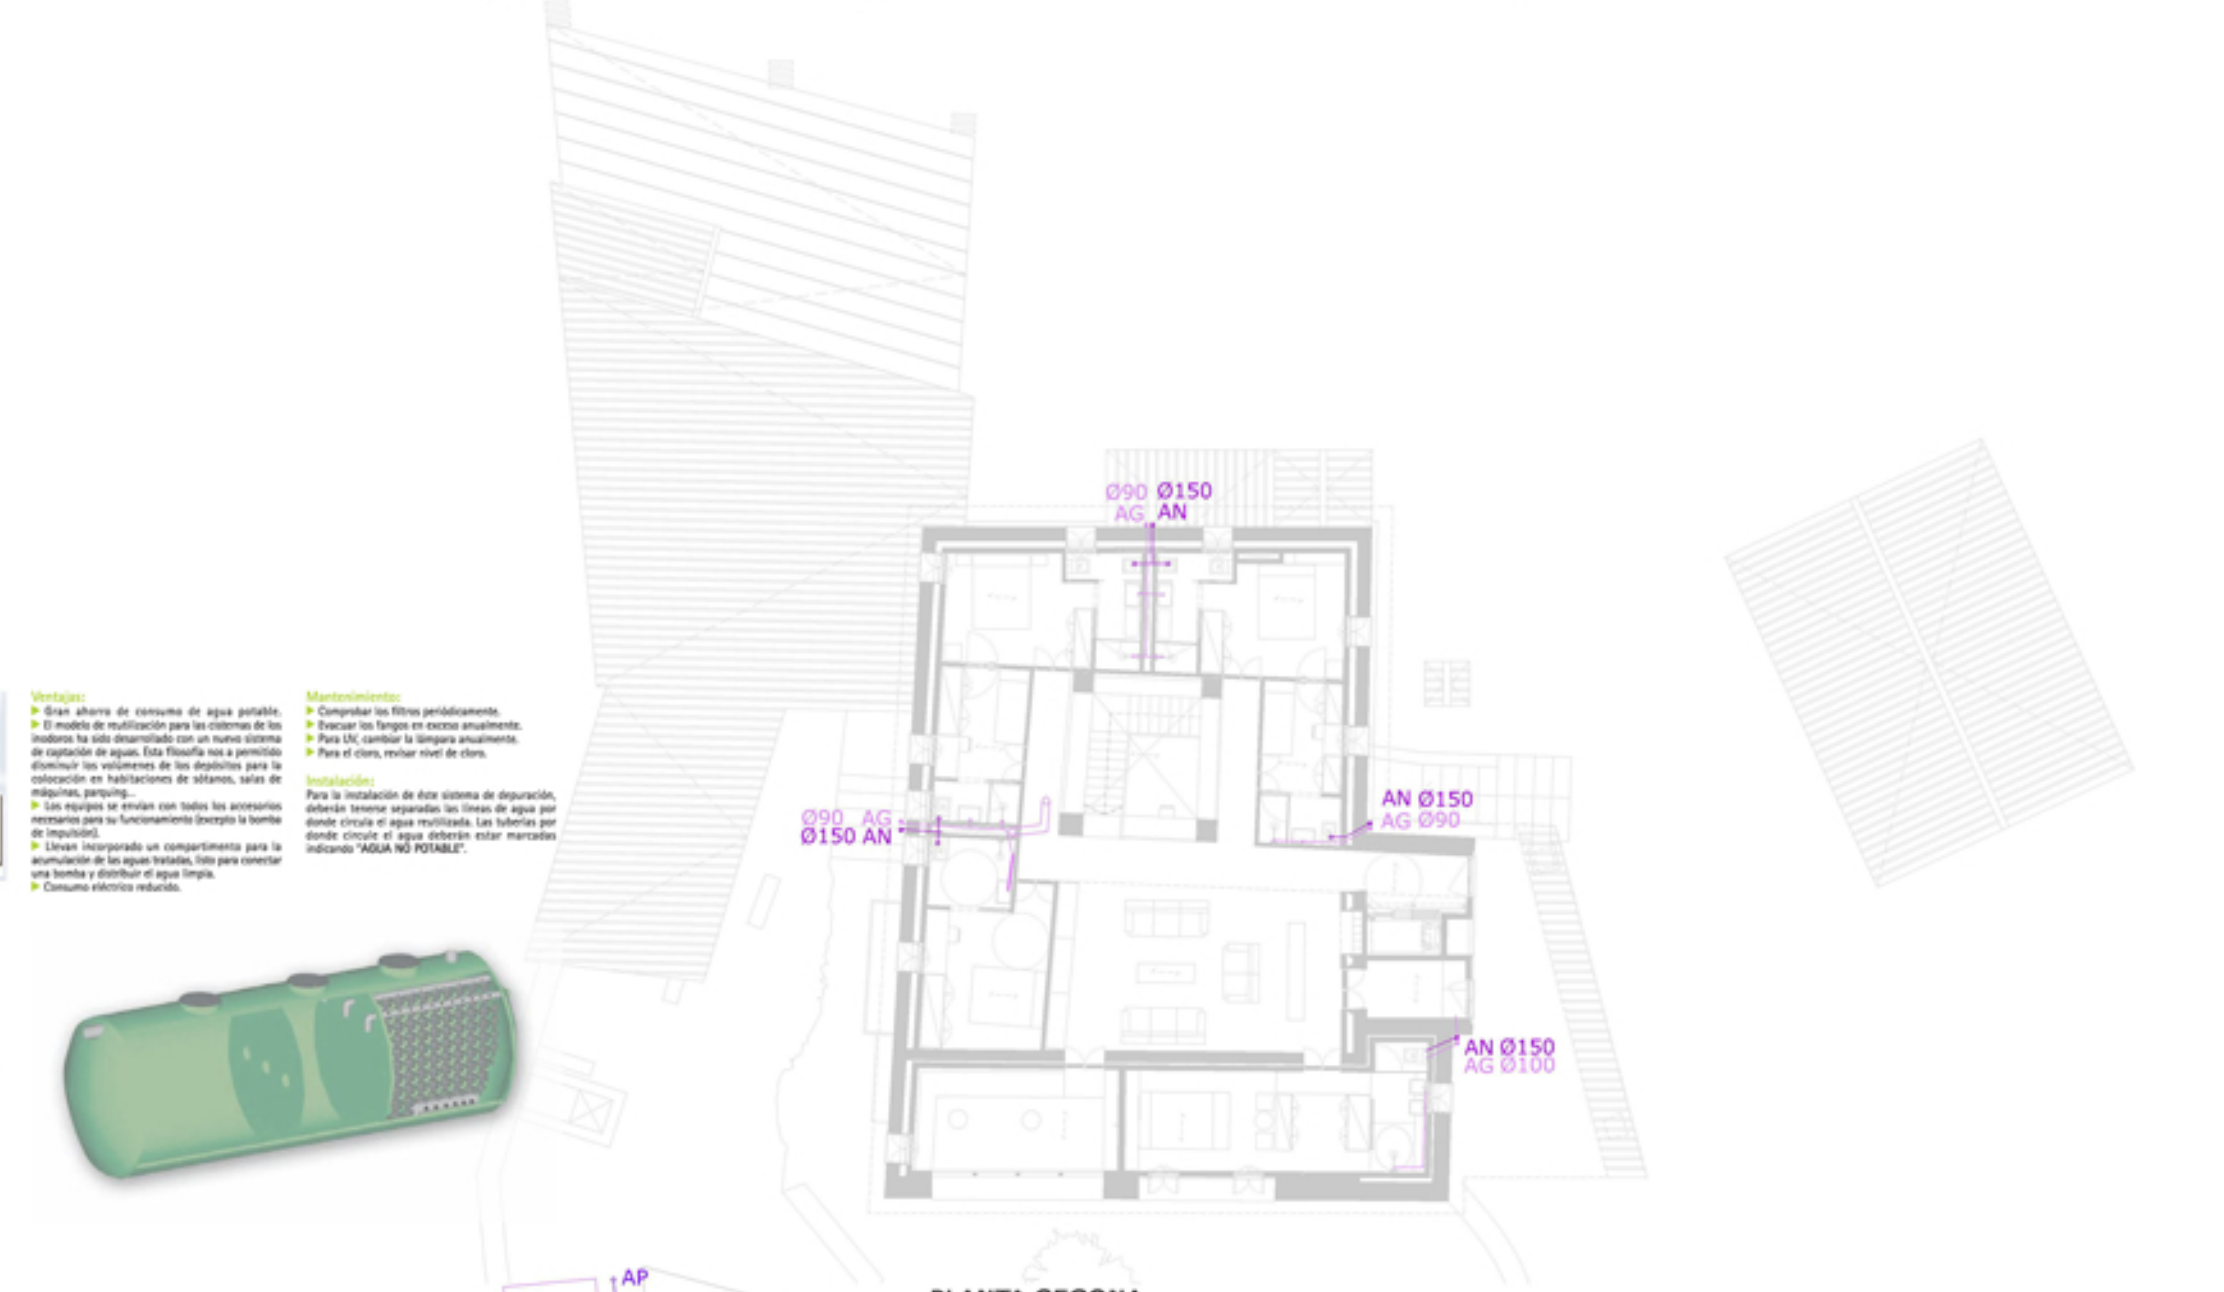 Ventajas:
Gran ahorro de consumo de agua potable.
El modelo de reutilización para las cisternas de los
inodoros ha sido desarrollado con un nuevo sistema
de captación de aguas. Esta filosofía nos a permitido
disminuir los volúmenes de los depósitos para la
colocación en habitaciones de sótanos, salas de
máquinas, parquing...
Los equipos se envían con todos los accesorios
necesarios para su funcionamiento (excepto la bomba
de impulsión).
Llevan incorporado un compartimento para la
acumulación de las aguas tratadas, listo para conectar
una bomba y distribuir el agua limpia.
Consumo eléctrico reducido.
Mantenimiento:
Comprobar los filtros periódicamente.
Evacuar los fangos en exceso anualmente.
Para UV, cambiar la lámpara anualmente.
Para el cloro, revisar nivel de cloro.
Instalación:
Para la instalación de éste sistema de depuración,
deberán tenerse separadas las líneas de agua por
donde circula el agua reutilizada. Las tuberías por
donde circule el agua deberán estar marcadas
indicando "AGUA NO POTABLE".
Ø90 Ø150
AG AN
Ø90 AG
Ø150 AN
AN Ø150
AG Ø90
AN Ø150
AG Ø100
AP
PLANTA SEGONA